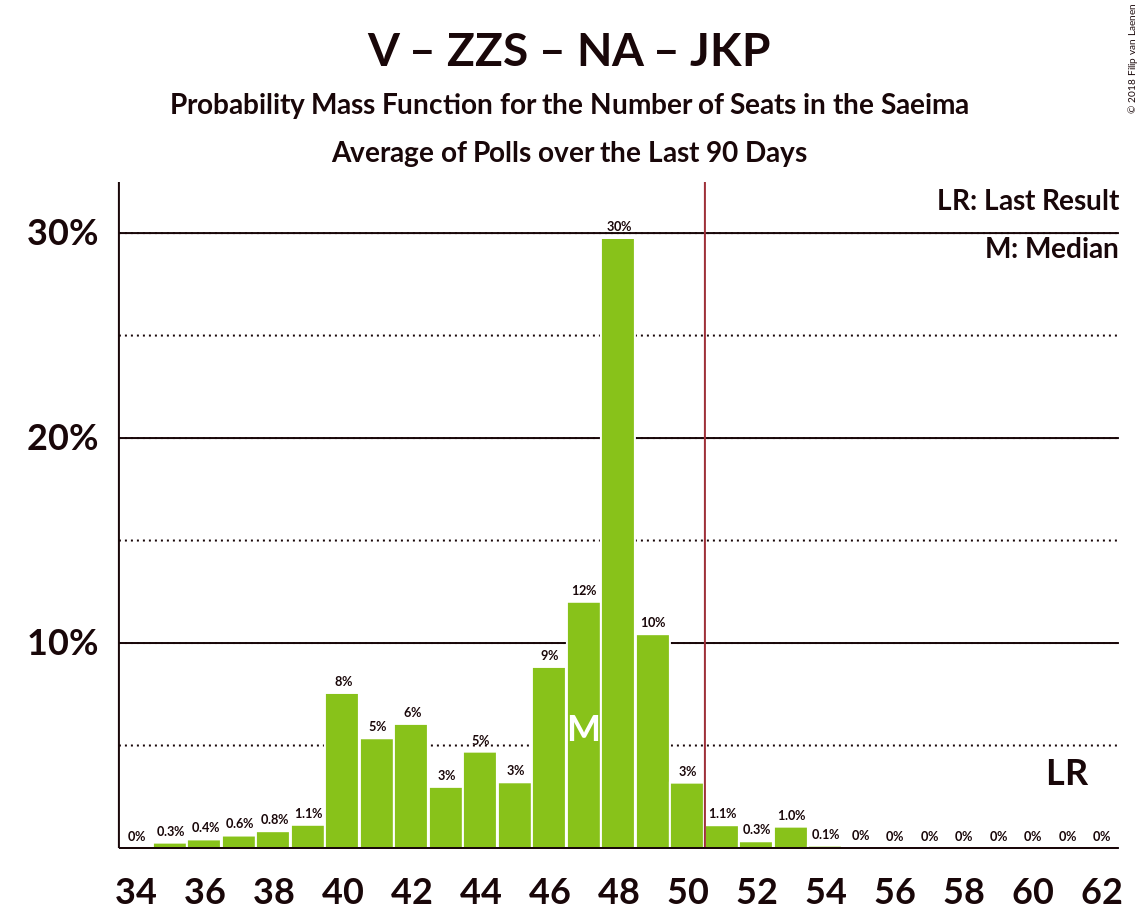 V – ZZS – NA – JKP
Probability Mass Function for the Number of Seats in the Saeima
Average of Polls over the Last 90 Days
© 2018 Filip van Laenen
LR: Last Result
M: Median
30%
20%
10%
0% 0.3% 0.4% 0.6% 0.8% 1.1% 8% 5% 6% 3% 5% 3% 9% 12% 30% 10% 3% 1.1% 0.3% 1.0% 0.1% 0% 0% 0% 0% 0% 0% 0% 0%
M
LR
34 36 38 40 42 44 46 48 50 52 54 56 58 60 62